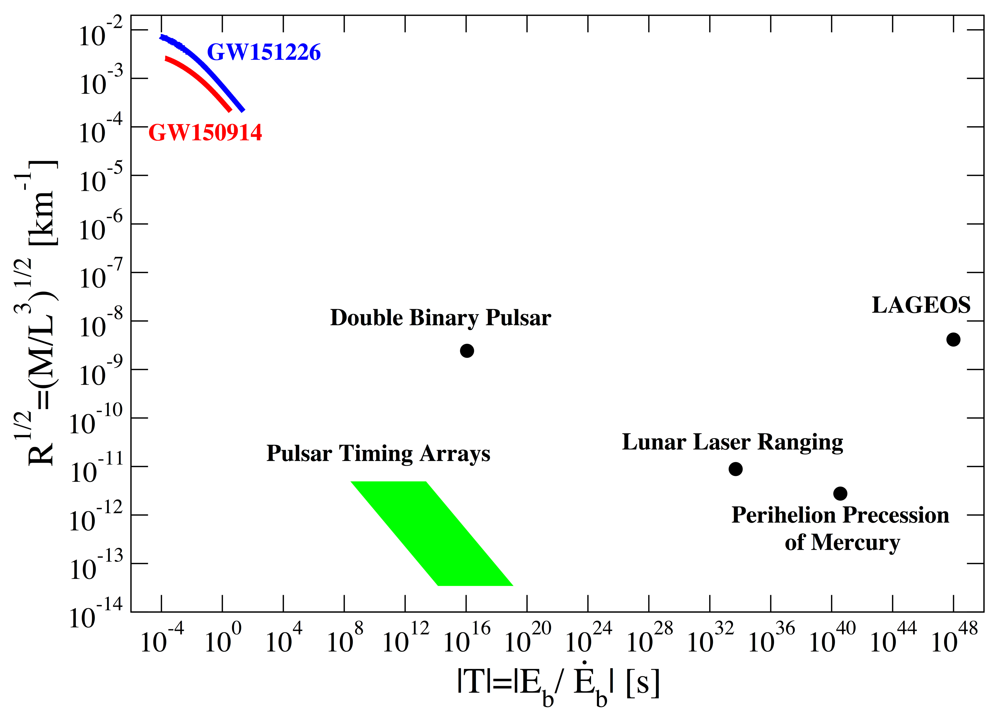 R^1/2=(M/L^3)^1/2 [km^-1]
10^-2
10^-3
10^-4
10^-5
10^-6
10^-7
10^-8
10^-9
10^-10
10^-11
10^-12
10^-13
10^-14
GW151226
GW150914
LAGEOS
Double Binary Pulsar
Lunar Laser Ranging
Pulsar Timing Arrays
Perihelion Precession
of Mercury
10^-4 10^0 10^4 10^8 10^12 10^16 10^20 10^24 10^28 10^32 10^36 10^40 10^44 10^48
|T|=|E_b/ Ė_b| [s]